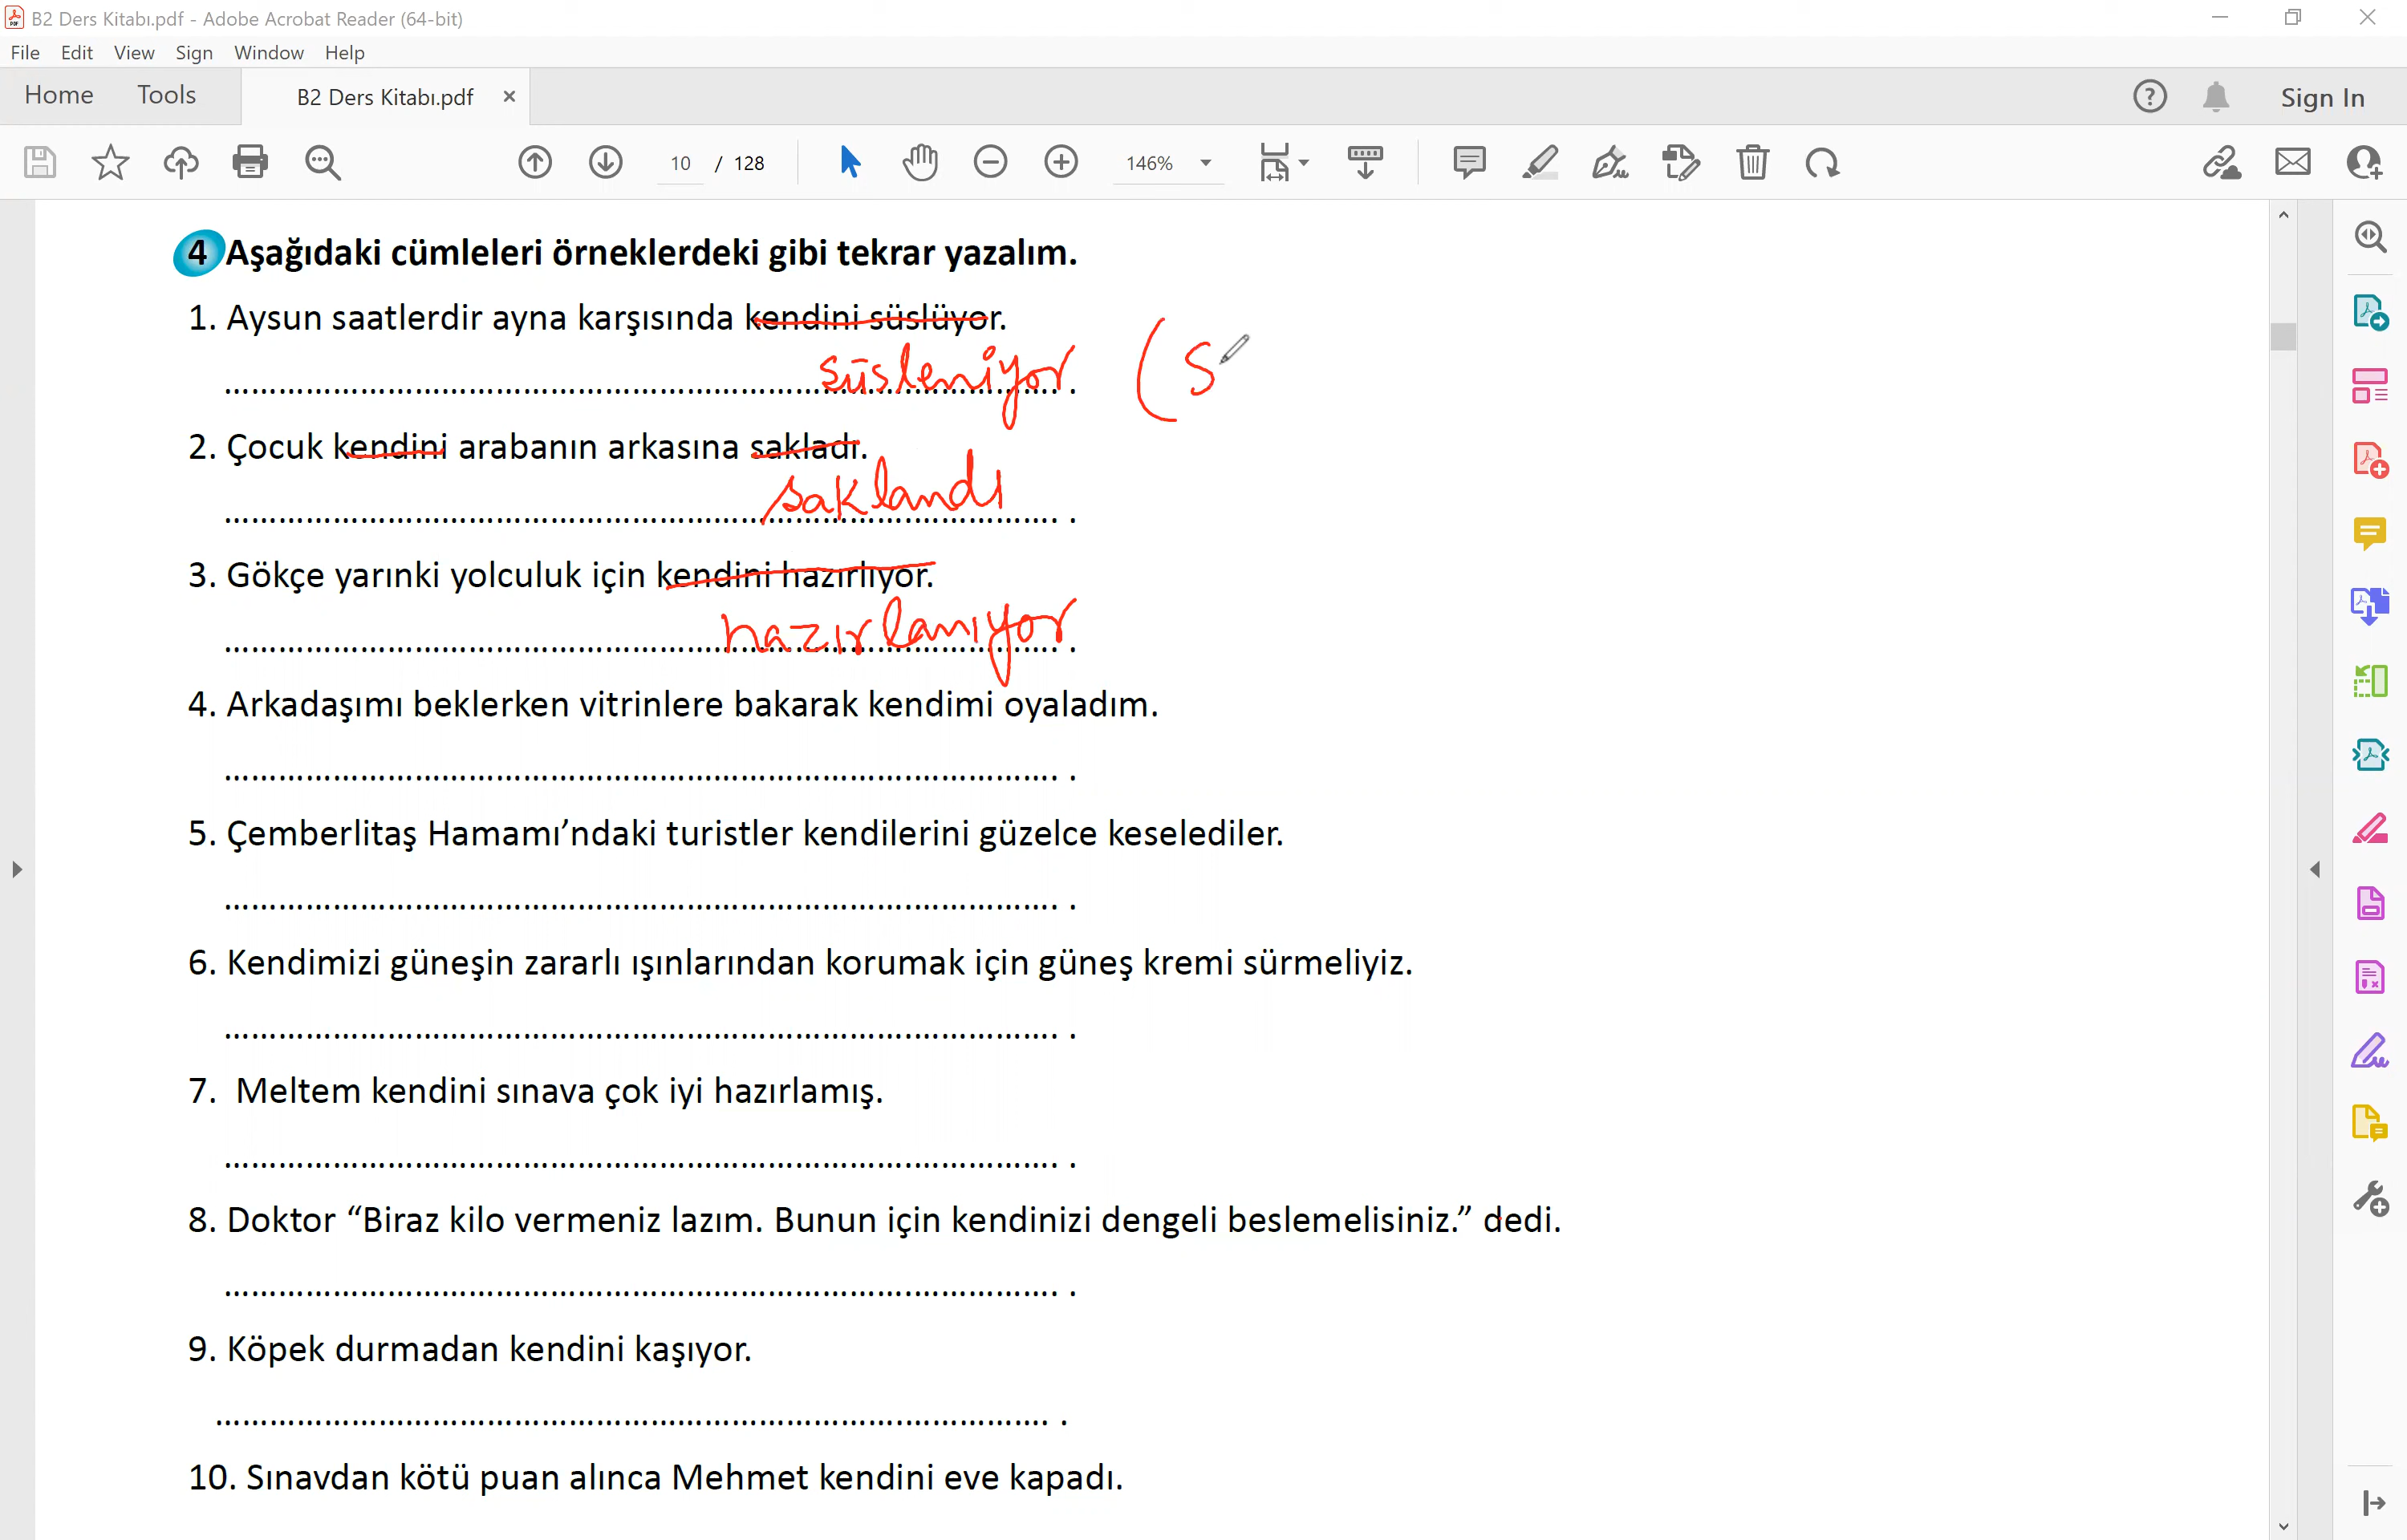 B2 Ders Kitabı.pdf - Adobe Acrobat Reader (64-bit)
File Edit View Sign Window Help
Home Tools B2 Ders Kitabı.pdf × Sign In
10 / 128 146%
4 Aşağıdaki cümleleri örneklerdeki gibi tekrar yazalım.
1. Aysun saatlerdir ayna karşısında kendini süslüyor.
süsleniyor (S
2. Çocuk kendini arabanın arkasına sakladı.
saklandı
3. Gökçe yarınki yolculuk için kendini hazırlıyor.
hazırlanıyor
4. Arkadaşımı beklerken vitrinlere bakarak kendimi oyaladım.
5. Çemberlitaş Hamamı’ndaki turistler kendilerini güzelce keselediler.
6. Kendimizi güneşin zararlı ışınlarından korumak için güneş kremi sürmeliyiz.
7. Meltem kendini sınava çok iyi hazırlamış.
8. Doktor “Biraz kilo vermeniz lazım. Bunun için kendinizi dengeli beslemelisiniz.” dedi.
9. Köpek durmadan kendini kaşıyor.
10. Sınavdan kötü puan alınca Mehmet kendini eve kapadı.